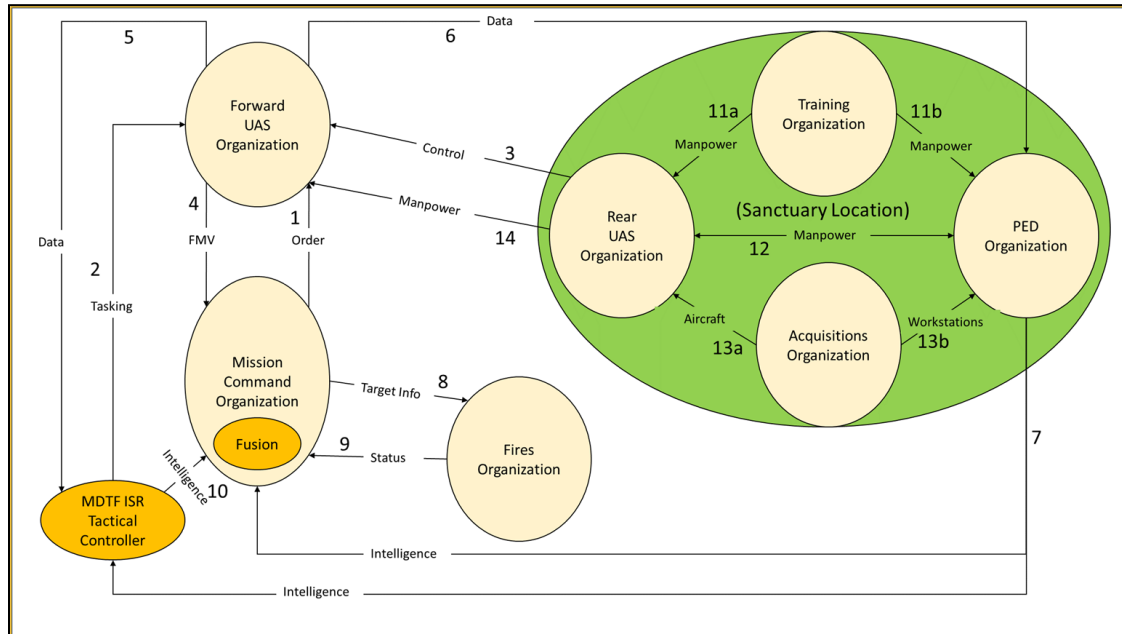 5
6
Data
Forward
UAS
Organization
Training
Organization
11a
11b
Manpower
Manpower
Control
3
4
1
Manpower
14
(Sanctuary Location)
Rear
UAS
Organization
Manpower
12
PED
Organization
Data
2
FMV
Order
Tasking
Aircraft
13a
Acquisitions
Organization
Workstations
13b
Mission
Command
Organization
Target Info
8
Fusion
9
Status
Fires
Organization
7
Intelligence
10
MDTF ISR
Tactical
Controller
Intelligence
Intelligence